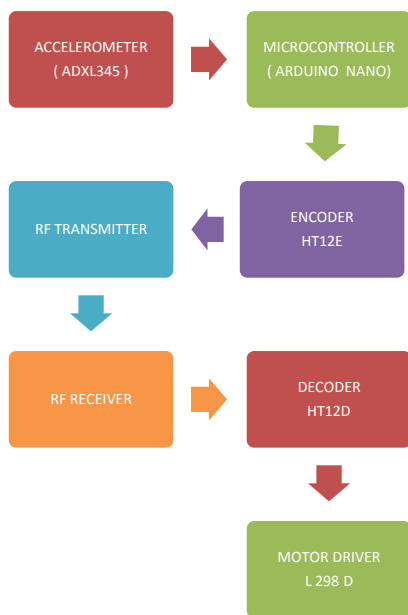 ACCELEROMETER
( ADXL345 )
MICROCONTROLLER
( ARDUINO NANO)
RF TRANSMITTER
ENCODER
HT12E
RF RECEIVER
DECODER
HT12D
MOTOR DRIVER
L 298 D